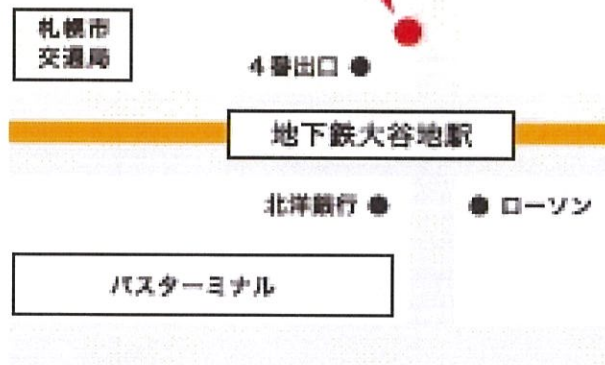 札幌市
交通局
4番出口
地下鉄大谷地駅
北洋銀行
ローソン
バスターミナル